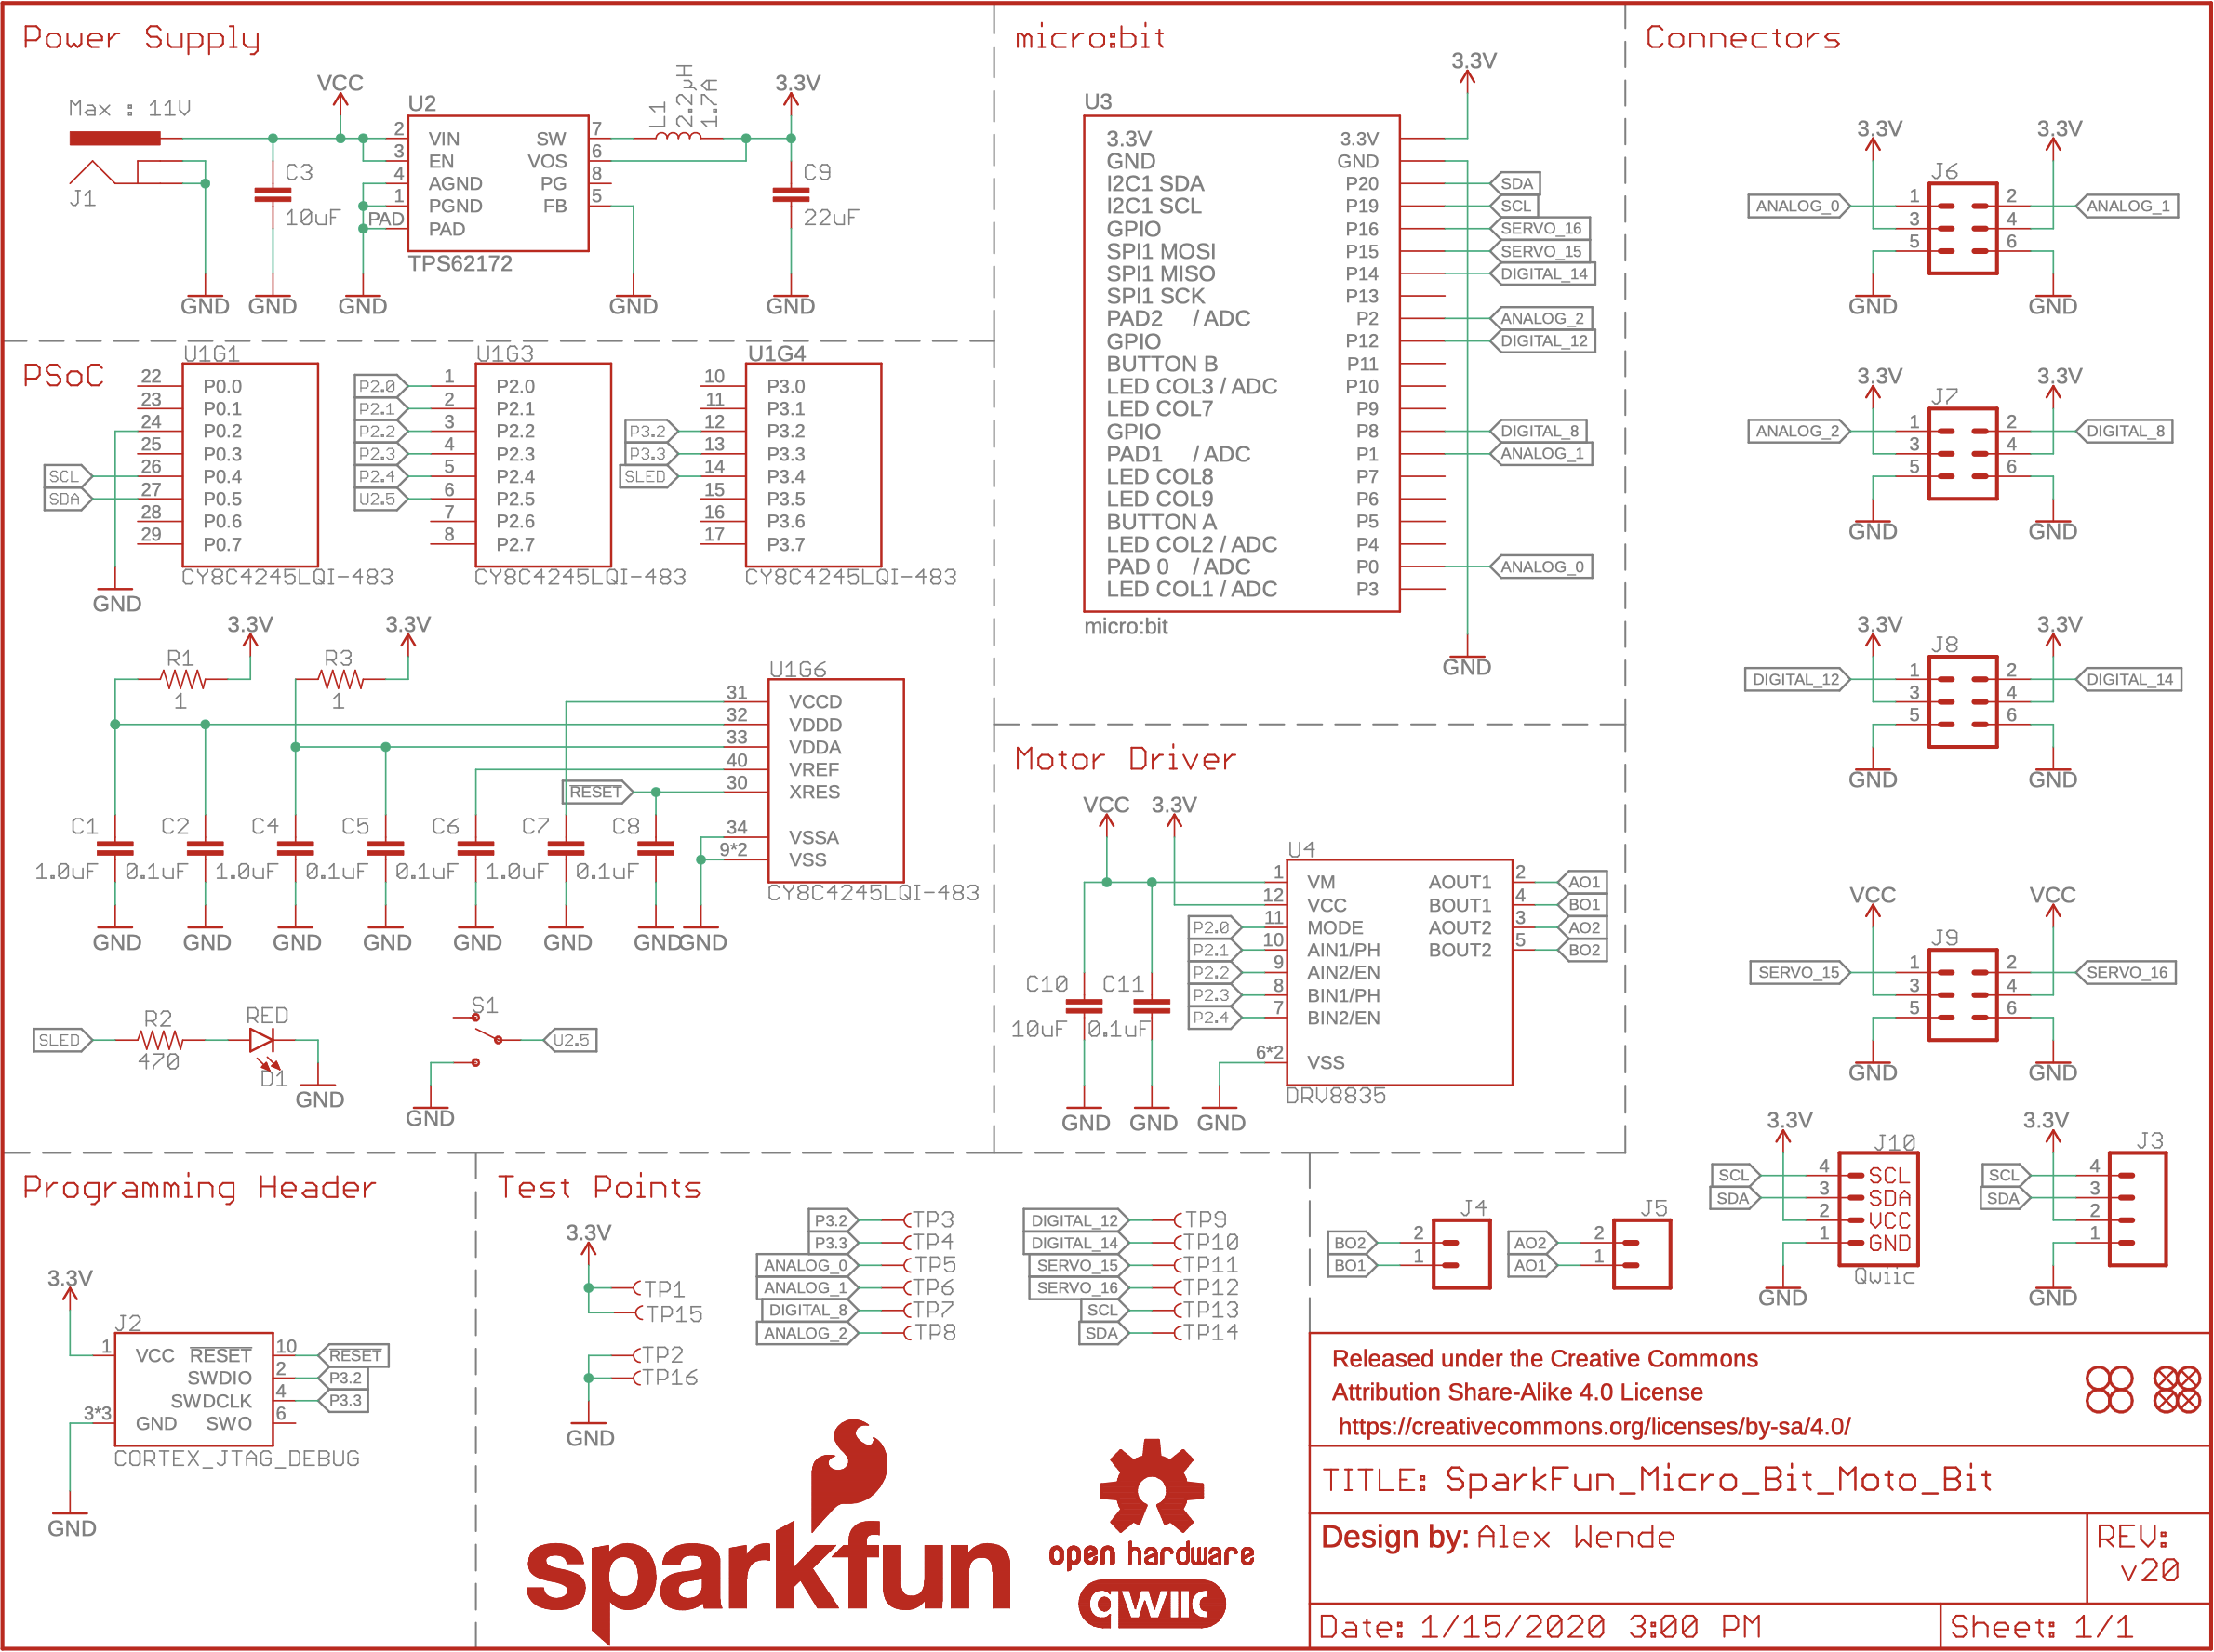 Power Supply
Max : 11V
J1
VCC
C3
10uF
GND
GND
GND
U2
2 VIN SW 7
3 EN VOS 6
4 AGND PG 8
1 PGND FB 5
PAD PAD
TPS62172
L1
2.2µH
1.7A
3.3V
C9
22uF
GND
GND
PSoC
U1G1
22 P0.0
23 P0.1
24 P0.2
25 P0.3
SCL 26 P0.4
SDA 27 P0.5
28 P0.6
29 P0.7
CY8C4245LQI-483
GND
U1G3
P2.0 1 P2.0
P2.1 2 P2.1
P2.2 3 P2.2
P2.3 4 P2.3
P2.4 5 P2.4
U2.5 6 P2.5
7 P2.6
8 P2.7
CY8C4245LQI-483
U1G4
10 P3.0
11 P3.1
P3.2 12 P3.2
P3.3 13 P3.3
SLED 14 P3.4
15 P3.5
16 P3.6
17 P3.7
CY8C4245LQI-483
3.3V
R1
1
3.3V
R3
1
U1G6
31 VCCD
32 VDDD
33 VDDA
40 VREF
RESET 30 XRES
34 VSSA
9*2 VSS
CY8C4245LQI-483
C1 C2 C4 C5 C6 C7 C8
1.0uF 0.1uF 1.0uF 0.1uF 0.1uF 1.0uF 0.1uF
GND GND GND GND GND GND GND GND
SLED
R2
470
RED
D1
GND
S1
U2.5
GND
micro:bit
3.3V
U3
3.3V 3.3V
GND GND
I2C1 SDA P20 SDA
I2C1 SCL P19 SCL
GPIO P16 SERVO_16
SPI1 MOSI P15 SERVO_15
SPI1 MISO P14 DIGITAL_14
SPI1 SCK P13
PAD2 / ADC P2 ANALOG_2
GPIO P12 DIGITAL_12
BUTTON B P11
LED COL3 / ADC P10
LED COL7 P9
GPIO P8 DIGITAL_8
PAD1 / ADC P1 ANALOG_1
LED COL8 P7
LED COL9 P6
BUTTON A P5
LED COL2 / ADC P4
PAD 0 / ADC P0 ANALOG_0
LED COL1 / ADC P3
micro:bit
GND
Motor Driver
VCC 3.3V
U4
1 VM AOUT1 2 AO1
12 VCC BOUT1 4 BO1
P2.0 11 MODE AOUT2 3 AO2
P2.1 10 AIN1/PH BOUT2 5 BO2
P2.2 9 AIN2/EN
P2.3 8 BIN1/PH
P2.4 7 BIN2/EN
6*2 VSS
DRV8835
C10 C11
10uF 0.1uF
GND GND GND
Connectors
3.3V 3.3V
J6
ANALOG_0 1 2 ANALOG_1
3 4
5 6
GND GND
3.3V 3.3V
J7
ANALOG_2 1 2 DIGITAL_8
3 4
5 6
GND GND
3.3V 3.3V
J8
DIGITAL_12 1 2 DIGITAL_14
3 4
5 6
GND GND
VCC VCC
J9
SERVO_15 1 2 SERVO_16
3 4
5 6
GND GND
3.3V
J10
SCL 4 SCL
SDA 3 SDA
2 VCC
1 GND
Qwiic
GND
3.3V
J3
SCL 4
SDA 3
2
1
GND
J4
BO2 2
BO1 1
J5
AO2 2
AO1 1
Programming Header
3.3V
J2
1 VCC RESET 10 RESET
SWDIO 2 P3.2
SWDCLK 4 P3.3
3*3 GND SWO 6
CORTEX_JTAG_DEBUG
GND
Test Points
3.3V
TP1
TP15
TP2
TP16
GND
P3.2 TP3
P3.3 TP4
ANALOG_0 TP5
ANALOG_1 TP6
DIGITAL_8 TP7
ANALOG_2 TP8
DIGITAL_12 TP9
DIGITAL_14 TP10
SERVO_15 TP11
SERVO_16 TP12
SCL TP13
SDA TP14
sparkfun
open hardware
qwiic
Released under the Creative Commons
Attribution Share-Alike 4.0 License
https://creativecommons.org/licenses/by-sa/4.0/
TITLE: SparkFun_Micro_Bit_Moto_Bit
Design by: Alex Wende
REV:
v20
Date: 1/15/2020 3:00 PM
Sheet: 1/1